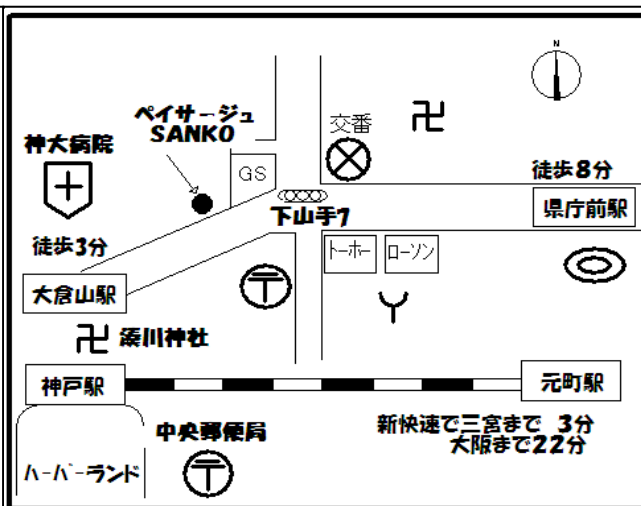 N
ペイサージュ
SANKO
交番
卍
神大病院
GS
徒歩8分
県庁前駅
下山手7
徒歩3分
トーホー
ローソン
大倉山駅
〒
卍
湊川神社
神戸駅
元町駅
新快速で三宮まで 3分
大阪まで22分
中央郵便局
ハーバーランド
〒